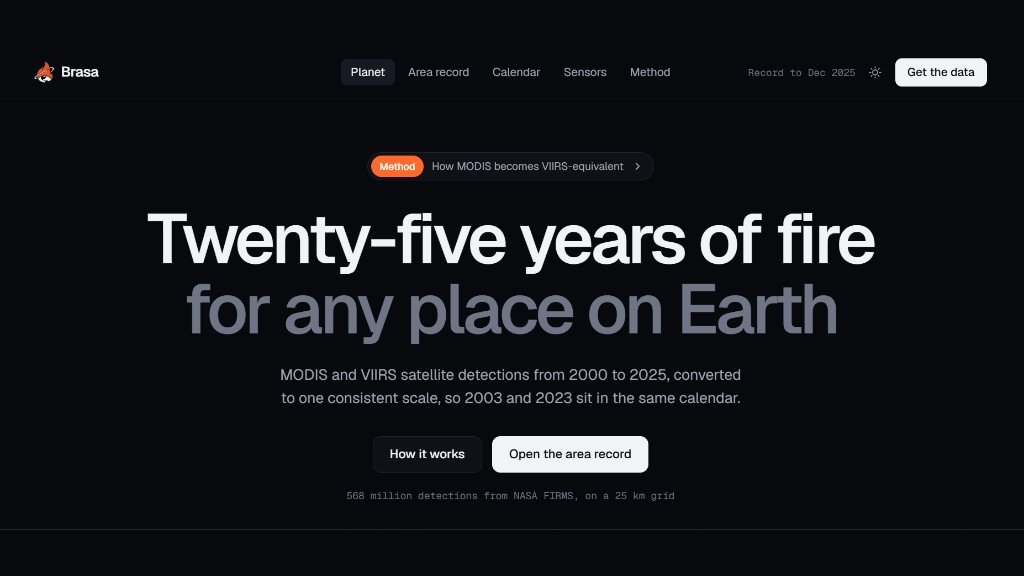 Brasa
Planet
Area record
Calendar
Sensors
Method
Record to Dec 2025
Get the data
Method
How MODIS becomes VIIRS-equivalent
Twenty-five years of fire
for any place on Earth
MODIS and VIIRS satellite detections from 2000 to 2025, converted
to one consistent scale, so 2003 and 2023 sit in the same calendar.
How it works
Open the area record
568 million detections from NASA FIRMS, on a 25 km grid